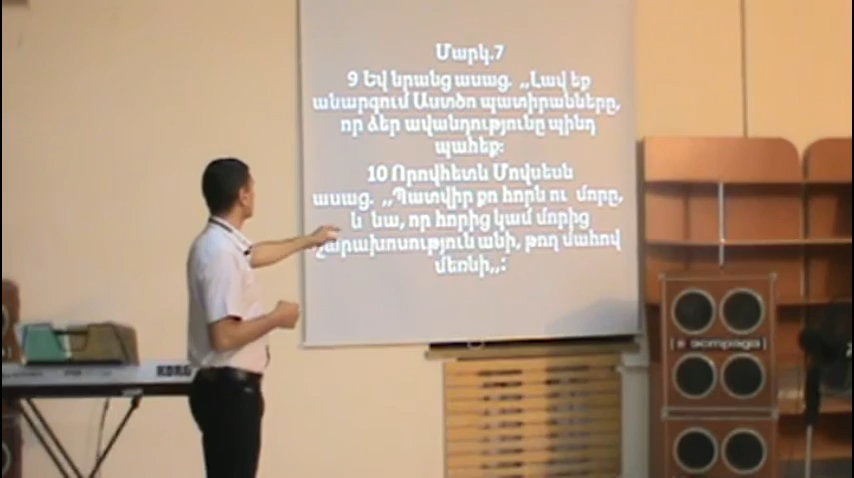 Մարկ.7
9 Եվ նրանց ասաց. ,,Լավ եք
անարգում Աստծո պատիրանները,
որ ձեր ավանդությունը պինդ
պահեք:
10 Որովհետև Մովսեսն
ասաց. ,,Պատվիր քո հորն ու մորը,
և նա, որ հորից կամ մորից
չարախոսություն անի, թող մահով
մեռնի,,:
KORG
acmpega